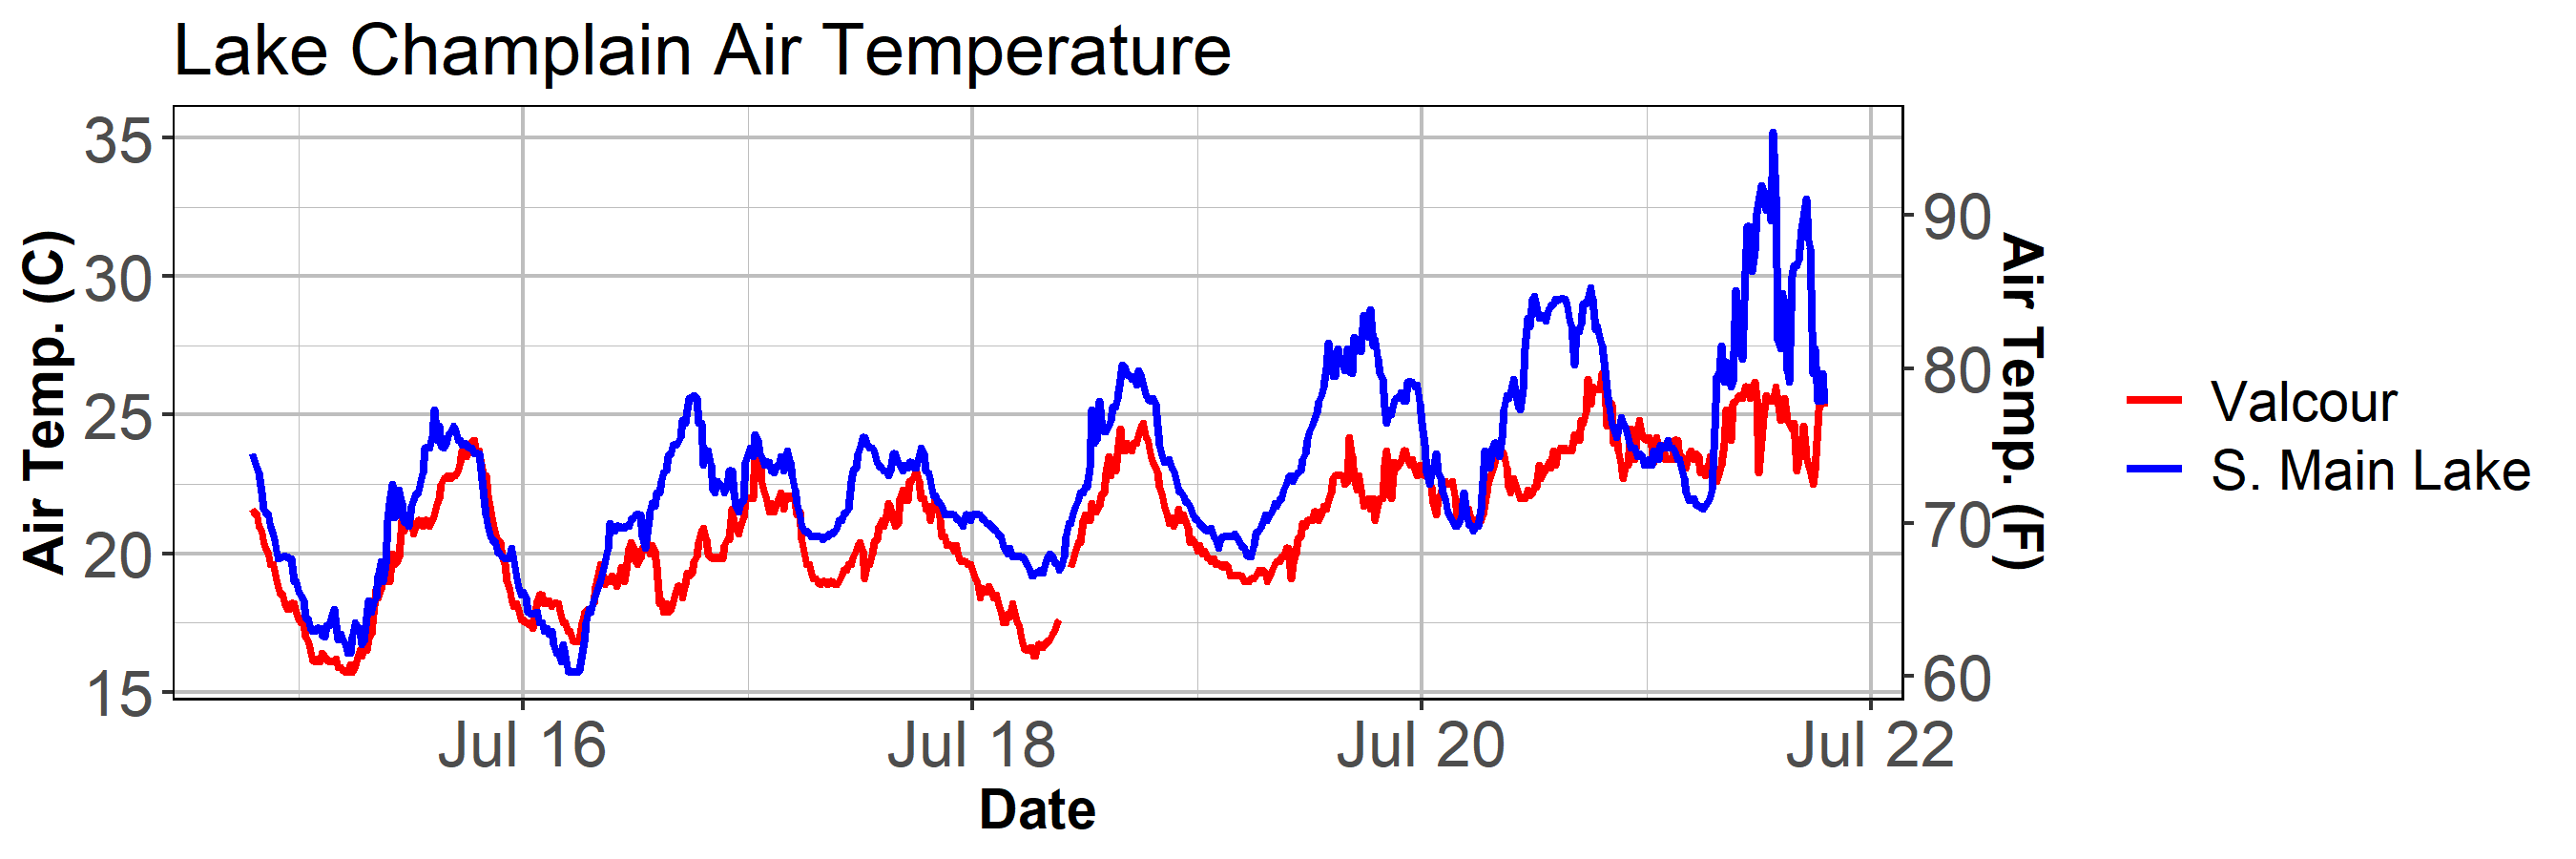 Lake Champlain Air Temperature
35
30
25
20
15
Air Temp. (C)
90
80
70
60
Air Temp. (F)
Jul 16
Jul 18
Jul 20
Jul 22
Date
Valcour
S. Main Lake